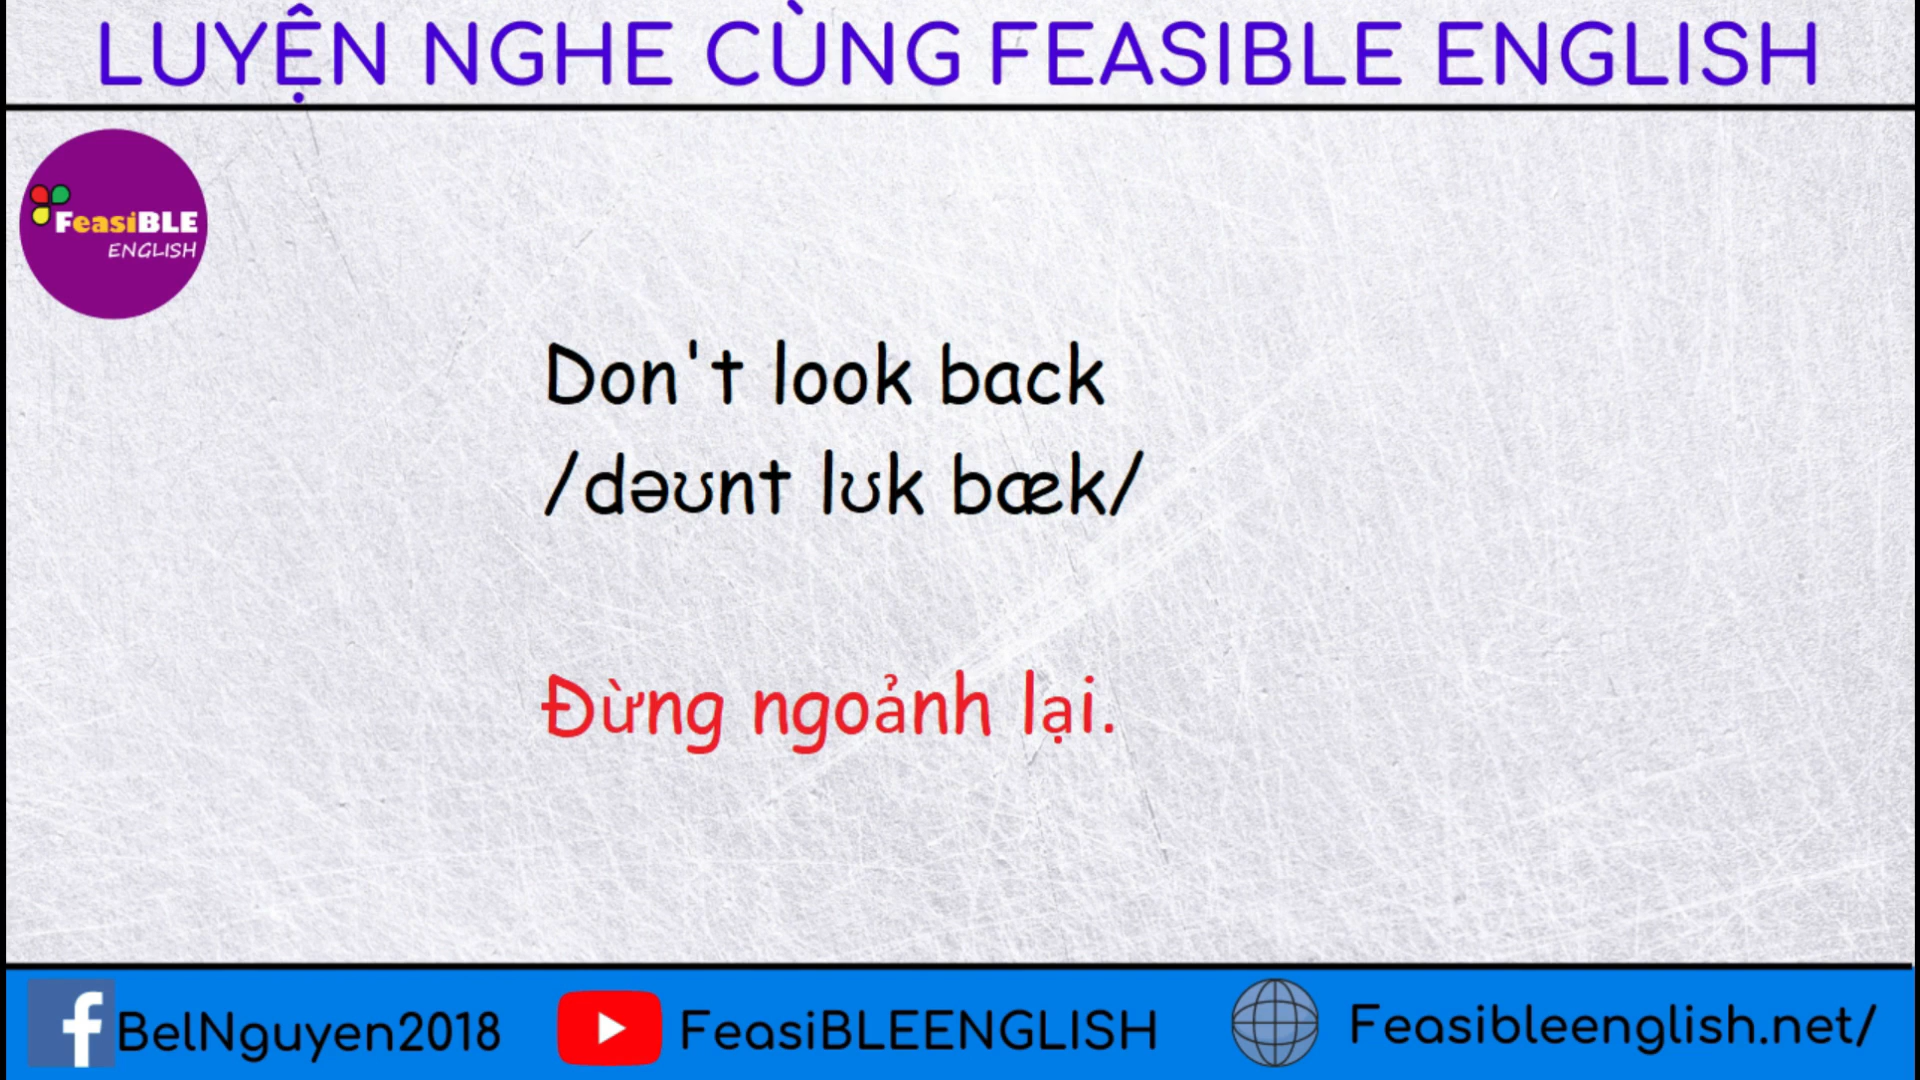 LUYỆN NGHE CÙNG FEASIBLE ENGLISH
FeasiBLE
ENGLISH
Don't look back
/dəʊnt lʊk bæk/
Đừng ngoảnh lại.
BelNguyen2018
FeasiBLEENGLISH
Feasibleenglish.net/